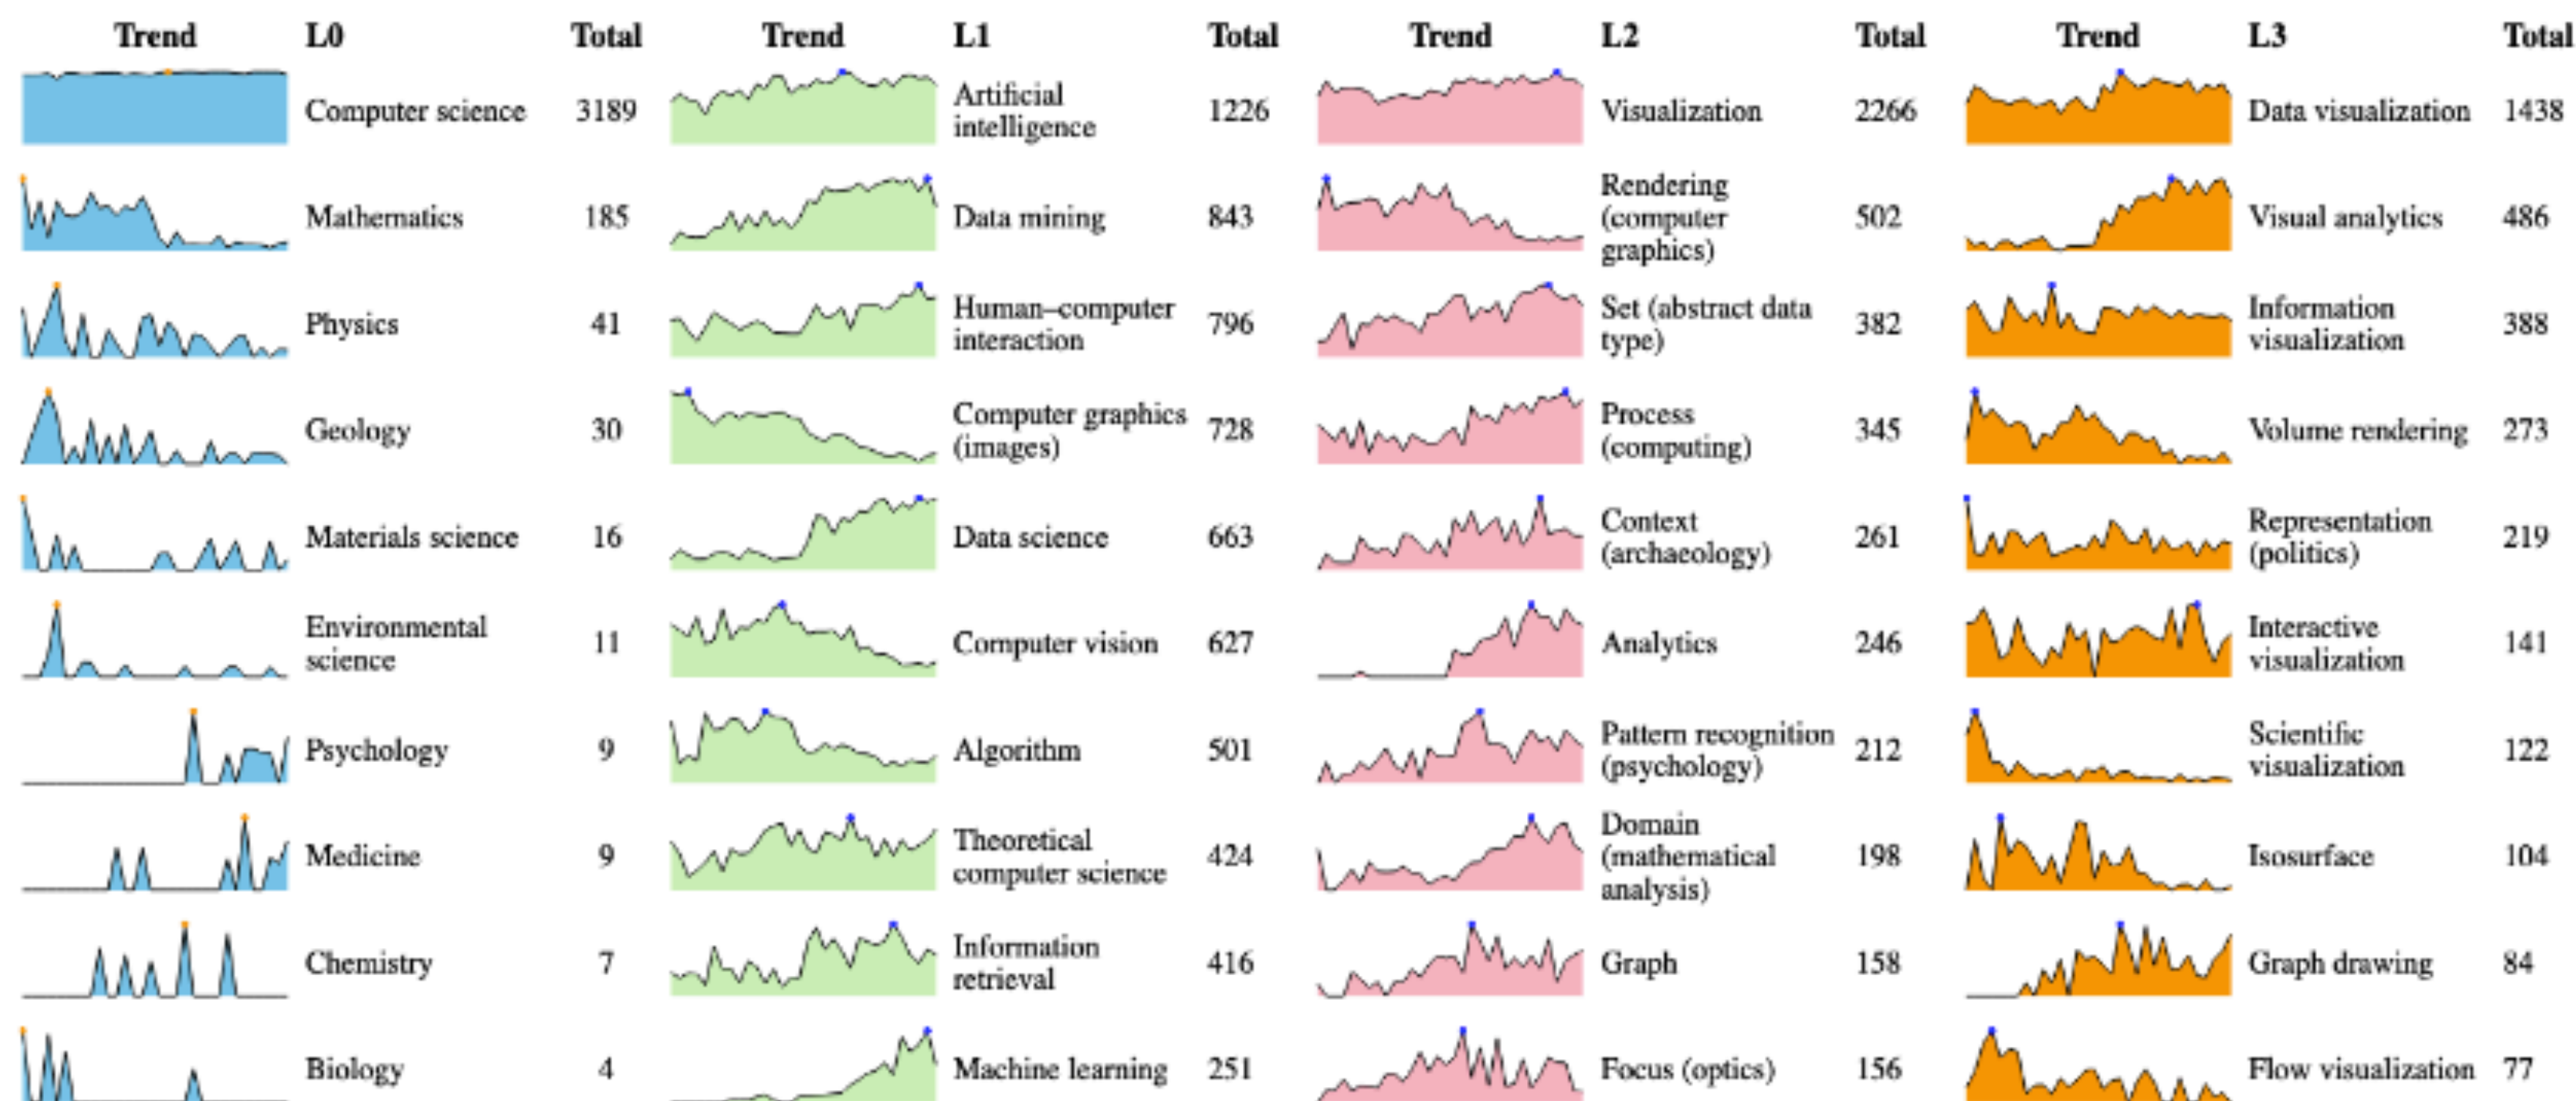 Trend L0 Total Trend L1 Total Trend L2 Total Trend L3 Total
Computer science 3189 Artificial
intelligence 1226 Visualization 2266 Data visualization 1438
Mathematics 185 Data mining 843 Rendering
(computer
graphics) 502 Visual analytics 486
Physics 41 Human–computer
interaction 796 Set (abstract data
type) 382 Information
visualization 388
Geology 30 Computer graphics
(images) 728 Process
(computing) 345 Volume rendering 273
Materials science 16 Data science 663 Context
(archaeology) 261 Representation
(politics) 219
Environmental
science 11 Computer vision 627 Analytics 246 Interactive
visualization 141
Psychology 9 Algorithm 501 Pattern recognition
(psychology) 212 Scientific
visualization 122
Medicine 9 Theoretical
computer science 424 Domain
(mathematical
analysis) 198 Isosurface 104
Chemistry 7 Information
retrieval 416 Graph 158 Graph drawing 84
Biology 4 Machine learning 251 Focus (optics) 156 Flow visualization 77